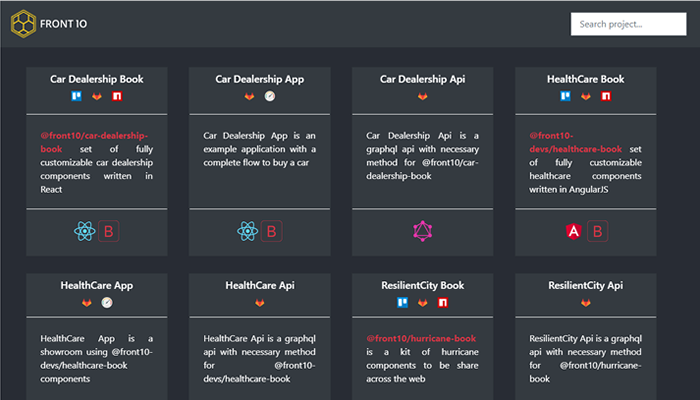 FRONT 10
Search project...
Car Dealership Book
@front10/car-dealership-
book set of fully
customizable car dealership
components written in
React
Car Dealership App
Car Dealership App is an
example application with a
complete flow to buy a car
Car Dealership Api
Car Dealership Api is a
graphql api with necessary
method for @front10/car-
dealership-book
HealthCare Book
@front10-
devs/healthcare-book set
of fully customizable
healthcare components
written in AngularJS
B
B
A
B
HealthCare App
HealthCare App is a
showroom using @front10-
devs/healthcare-book
components
HealthCare Api
HealthCare Api is a graphql
api with necessary method
for @front10-
devs/healthcare-book
ResilientCity Book
@front10/hurricane-book
is a kit of hurricane
components to be share
across the web
ResilientCity Api
ResilientCity Api is a graphql
api with necessary method
for @front10/hurricane-
book